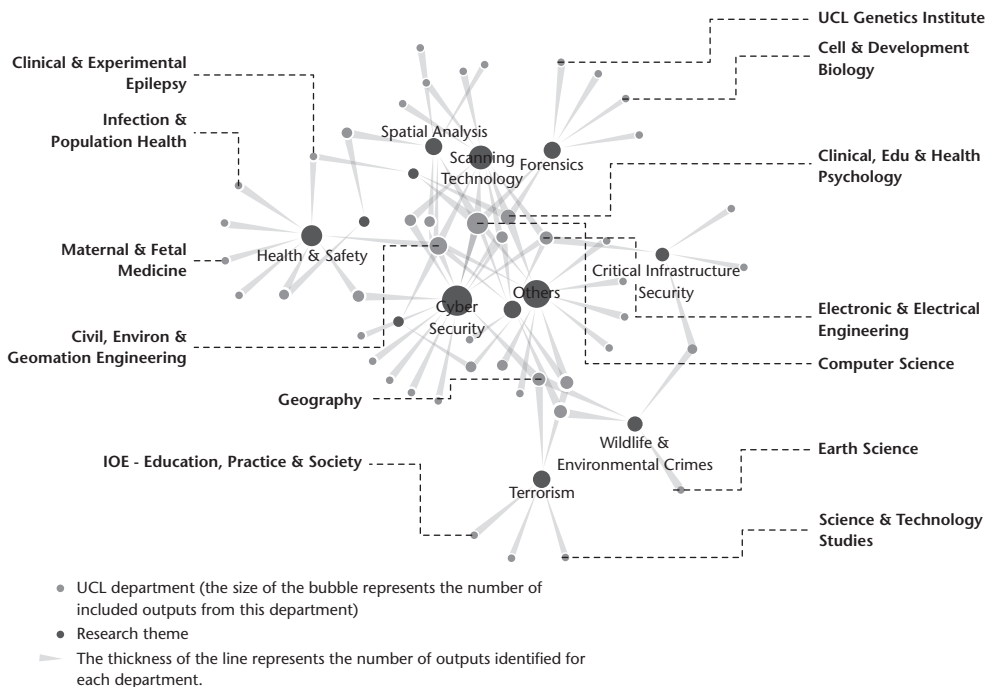 UCL Genetics Institute
Clinical & Experimental
Epilepsy
Cell & Development
Biology
Infection &
Population Health
Spatial Analysis
Scanning
Technology
Forensics
Clinical, Edu & Health
Psychology
Maternal & Fetal
Medicine
Health & Safety
Critical Infrastructure
Security
Others
Cyber
Security
Electronic & Electrical
Engineering
Civil, Environ &
Geomation Engineering
Computer Science
Geography
Wildlife &
Environmental Crimes
Earth Science
IOE - Education, Practice & Society
Terrorism
Science & Technology
Studies
UCL department (the size of the bubble represents the number of
included outputs from this department)
Research theme
The thickness of the line represents the number of outputs identified for
each department.